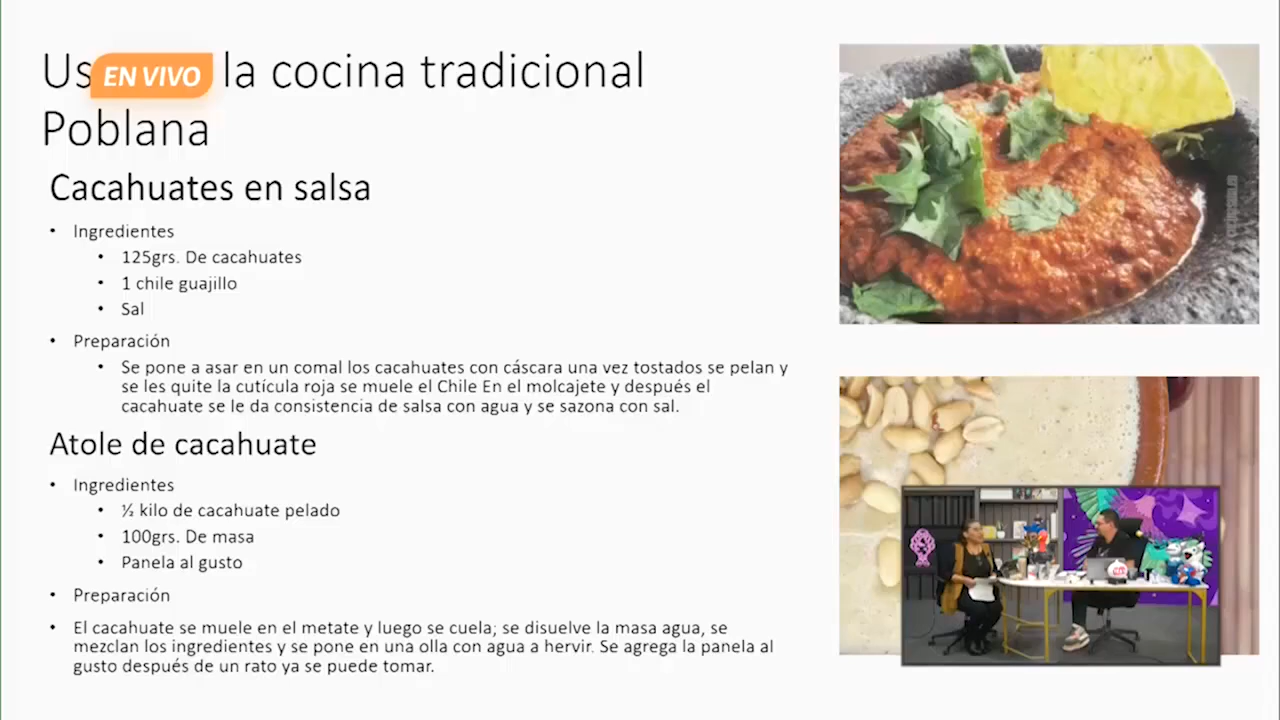 Us EN VIVO la cocina tradicional
Poblana
Cacahuates en salsa
• Ingredientes
• 125grs. De cacahuates
• 1 chile guajillo
• Sal
• Preparación
• Se pone a asar en un comal los cacahuates con cáscara una vez tostados se pelan y
se les quite la cutícula roja se muele el Chile En el molcajete y después el
cacahuate se le da consistencia de salsa con agua y se sazona con sal.
Atole de cacahuate
• Ingredientes
• ½ kilo de cacahuate pelado
• 100grs. De masa
• Panela al gusto
• Preparación
• El cacahuate se muele en el metate y luego se cuela; se disuelve la masa agua, se
mezclan los ingredientes y se pone en una olla con agua a hervir. Se agrega la panela al
gusto después de un rato ya se puede tomar.